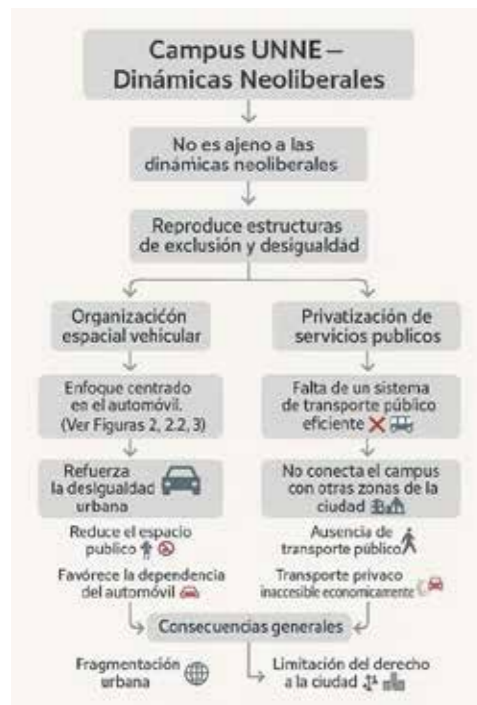 Campus UNNE –
Dinámicas Neoliberales
No es ajeno a las
dinámicas neoliberales
Reproduce estructuras
de exclusión y desigualdad
Organizaciçón
espacial vehicular
Enfoque centrado
en el automóvil.
(Ver Figuras 2, 2.2, 3)
Refuerza
la desigualdad
urbana
Reduce el espacio
publico
Favórece la dependencia
del automóvil
Privatización de
servicios publicos
Falta de un sistema
de transporte público
eficiente
No conecta el campus
con otras zonas de la
ciudad
Ausencia de
transporte público
Transporte privaco
inaccesible economicamente
Consecuencias generales
Fragmentación
urbana
Limitación del derecho
a la ciudad